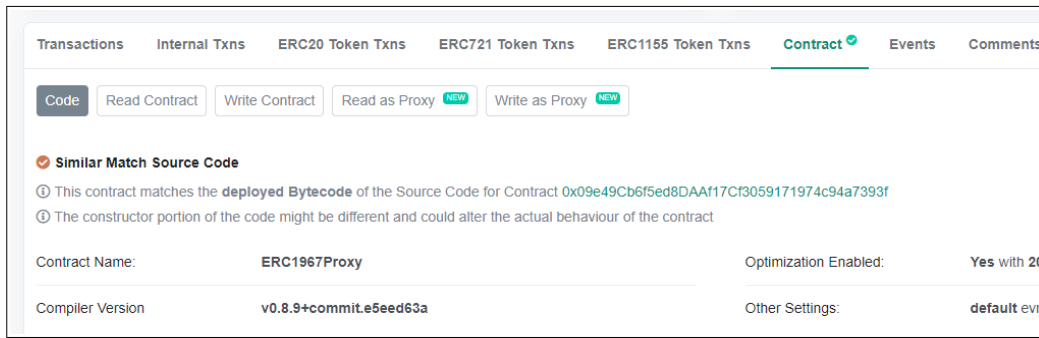 Transactions Internal Txns ERC20 Token Txns ERC721 Token Txns ERC1155 Token Txns Contract Events Comments
Code Read Contract Write Contract Read as Proxy NEW Write as Proxy NEW
Similar Match Source Code
This contract matches the deployed Bytecode of the Source Code for Contract 0x09e49Cb6f5ed8DAAf17Cf3059171974c94a7393f
The constructor portion of the code might be different and could alter the actual behaviour of the contract
Contract Name: ERC1967Proxy Optimization Enabled: Yes with 20
Compiler Version v0.8.9+commit.e5eed63a Other Settings: default evr